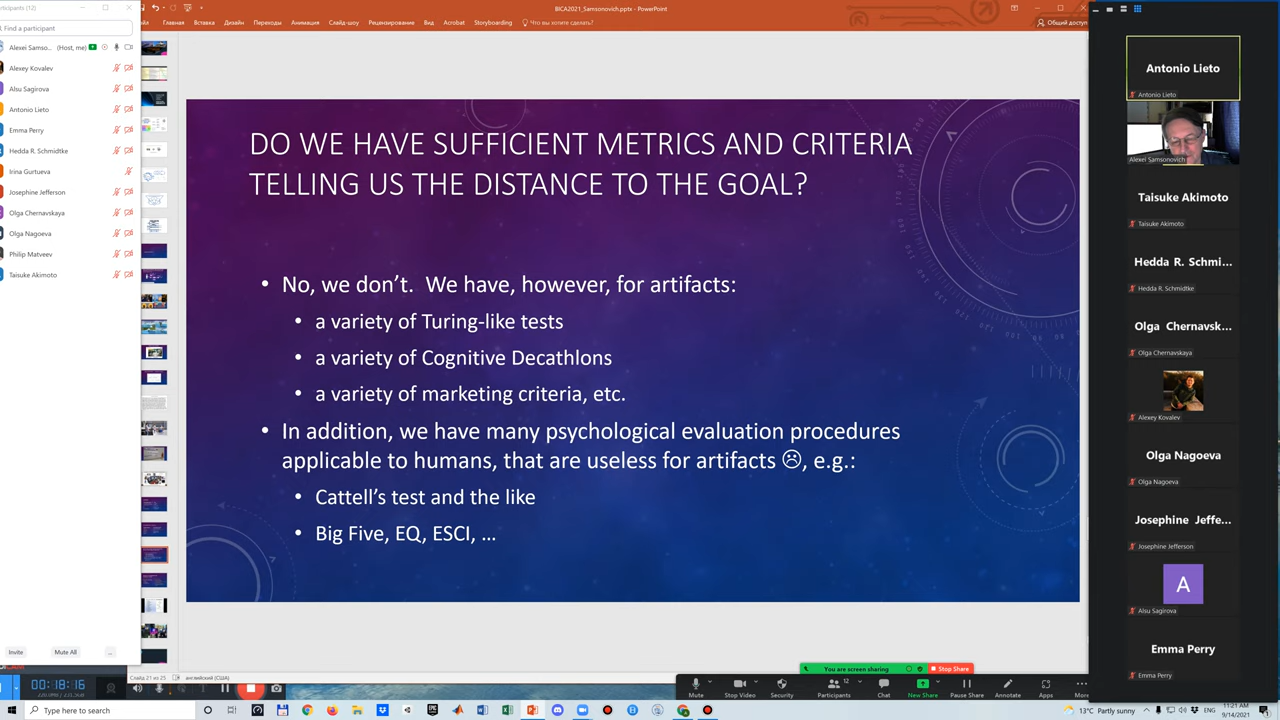 BICA2021_Samsonovich.pptx - PowerPoint
Participants (12)
Find a participant
Alexei Samso... (Host, me)
Alexey Kovalev
Alsu Sagirova
Antonio Lieto
Emma Perry
Hedda R. Schmidtke
Irina Gurtueva
Josephine Jefferson
Olga Chernavskaya
Olga Nagoeva
Philip Matveev
Taisuke Akimoto
Invite
Mute All
...
Главная Вставка Дизайн Переходы Анимация Слайд-шоу Рецензирование Вид Acrobat Storyboarding Что вы хотите сделать?
Общий доступ
DO WE HAVE SUFFICIENT METRICS AND CRITERIA
TELLING US THE DISTANCE TO THE GOAL?
• No, we don't. We have, however, for artifacts:
• a variety of Turing-like tests
• a variety of Cognitive Decathlons
• a variety of marketing criteria, etc.
• In addition, we have many psychological evaluation procedures
applicable to humans, that are useless for artifacts ☹, e.g.:
• Cattell's test and the like
• Big Five, EQ, ESCI, ...
Antonio Lieto
Antonio Lieto
Alexei Samsonovich
Taisuke Akimoto
Taisuke Akimoto
Hedda R. Schmi...
Hedda R. Schmidtke
Olga Chernavsk...
Olga Chernavskaya
Alexey Kovalev
Olga Nagoeva
Olga Nagoeva
Josephine Jeffe...
Josephine Jefferson
A
Alsu Sagirova
Emma Perry
Emma Perry
Слайд 21 из 25 английский (США)
You are screen sharing Stop Share
00:18:16
Mute Stop Video Security Participants 12 Chat New Share Pause Share Annotate Apps More
Type here to search
13°C Partly sunny ENG
11:21 AM
9/14/2021